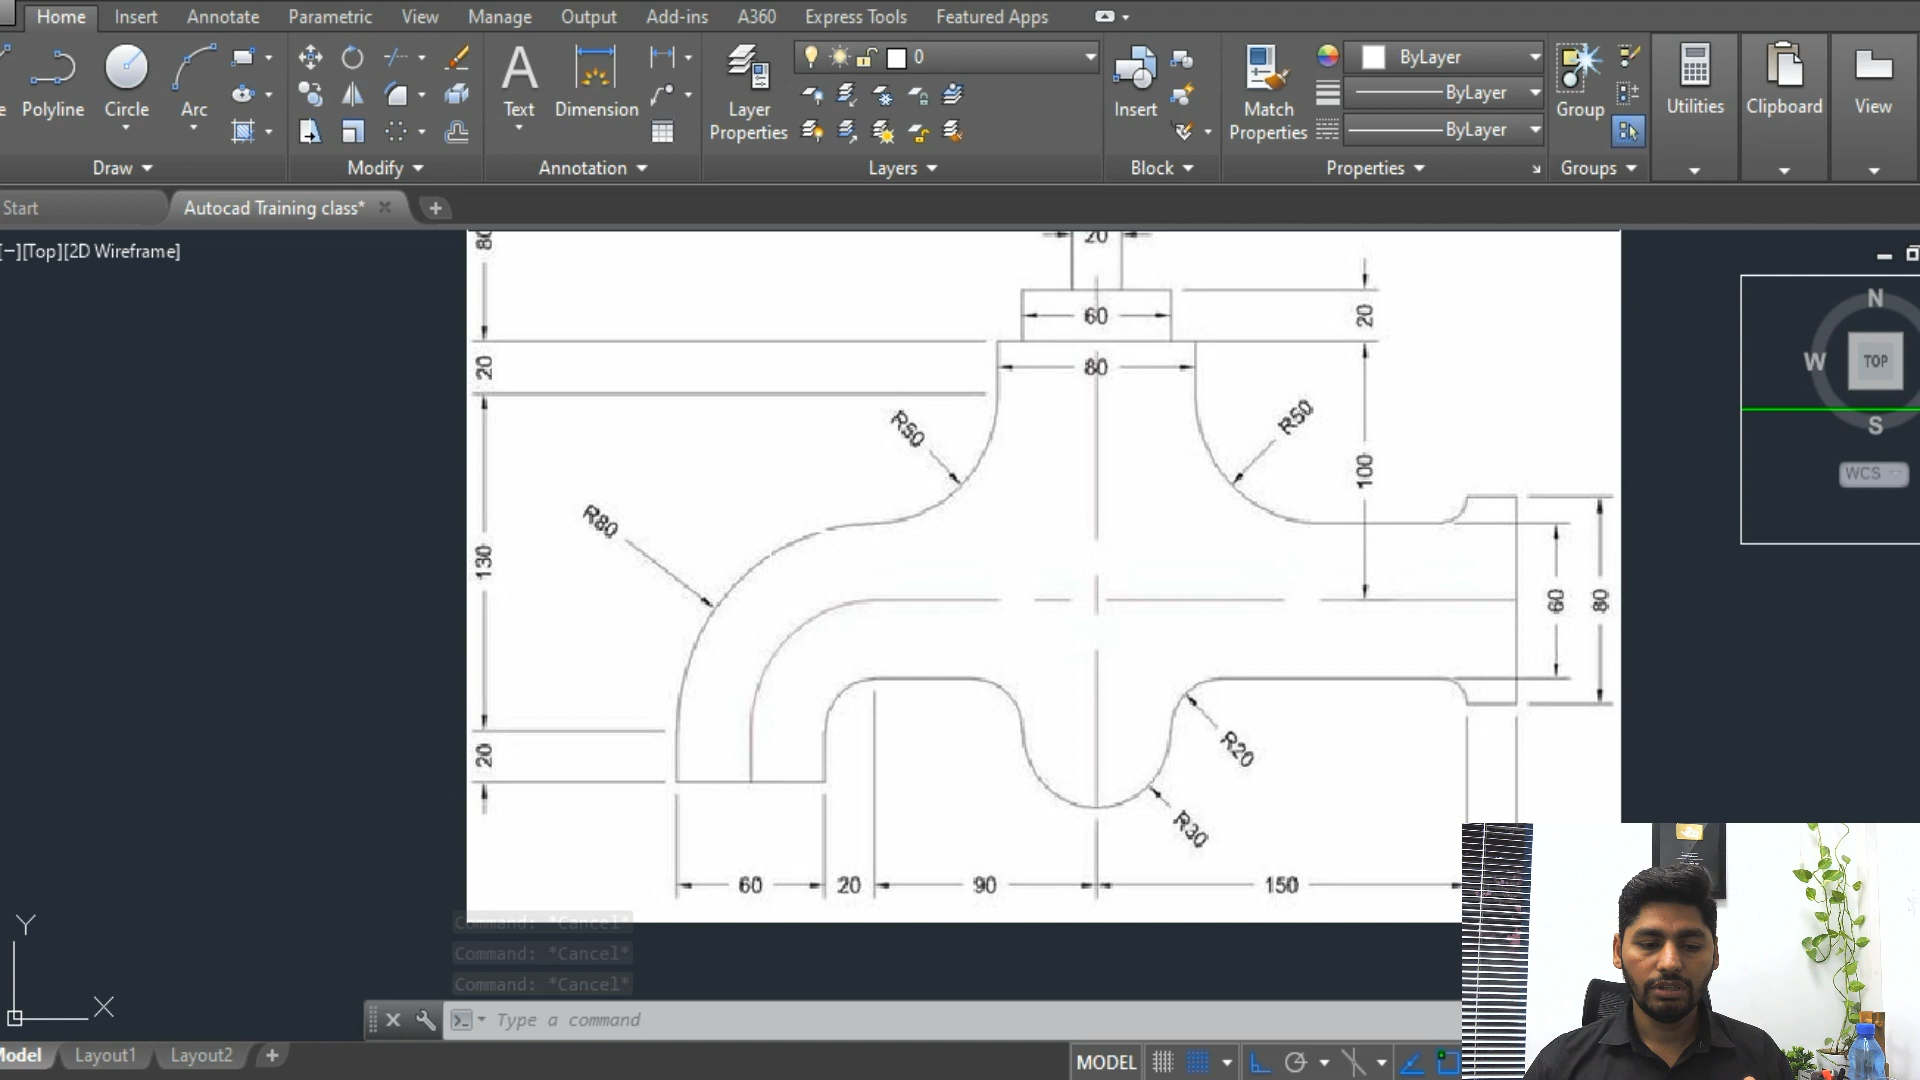 Home Insert Annotate Parametric View Manage Output Add-ins A360 Express Tools Featured Apps
Polyline Circle Arc
Draw
Modify
Text Dimension
Annotation
Layer Properties
0
Layers
Insert
Block
Match Properties
ByLayer
ByLayer
ByLayer
Properties
Group
Groups
Utilities
Clipboard
View
Start Autocad Training class*
[−][Top][2D Wireframe]
N
W TOP
S
WCS
80
20
60
20
20
80
R50
R50
100
R80
130
60
80
20
R20
R30
60 20 90 150
Command: *Cancel*
Command: *Cancel*
Command: *Cancel*
Type a command
Y
X
Model Layout1 Layout2
MODEL